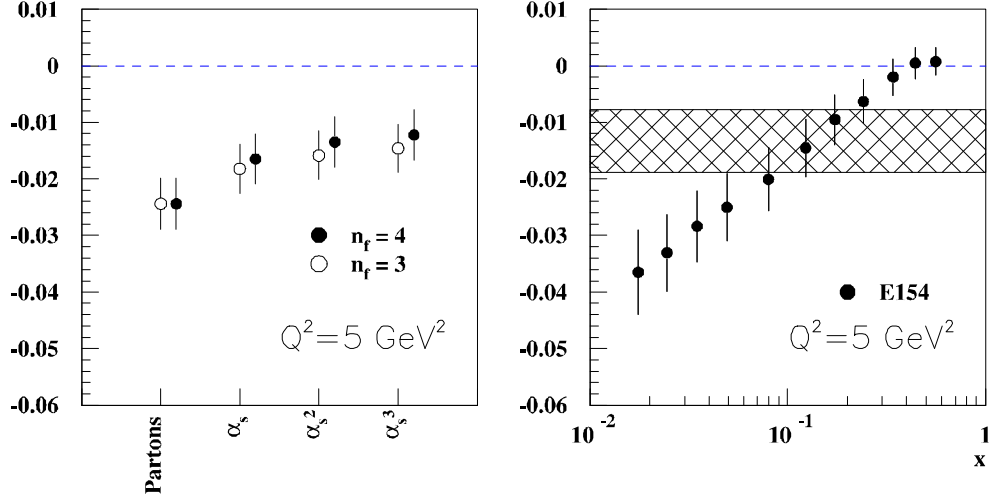 0.01
0
-0.01
-0.02
-0.03
-0.04
-0.05
-0.06
n_f = 4
n_f = 3
Q^2=5 GeV^2
Partons
α_s
α_s^2
α_s^3
0.01
0
-0.01
-0.02
-0.03
-0.04
-0.05
-0.06
E154
Q^2=5 GeV^2
10^-2
10^-1
1
x